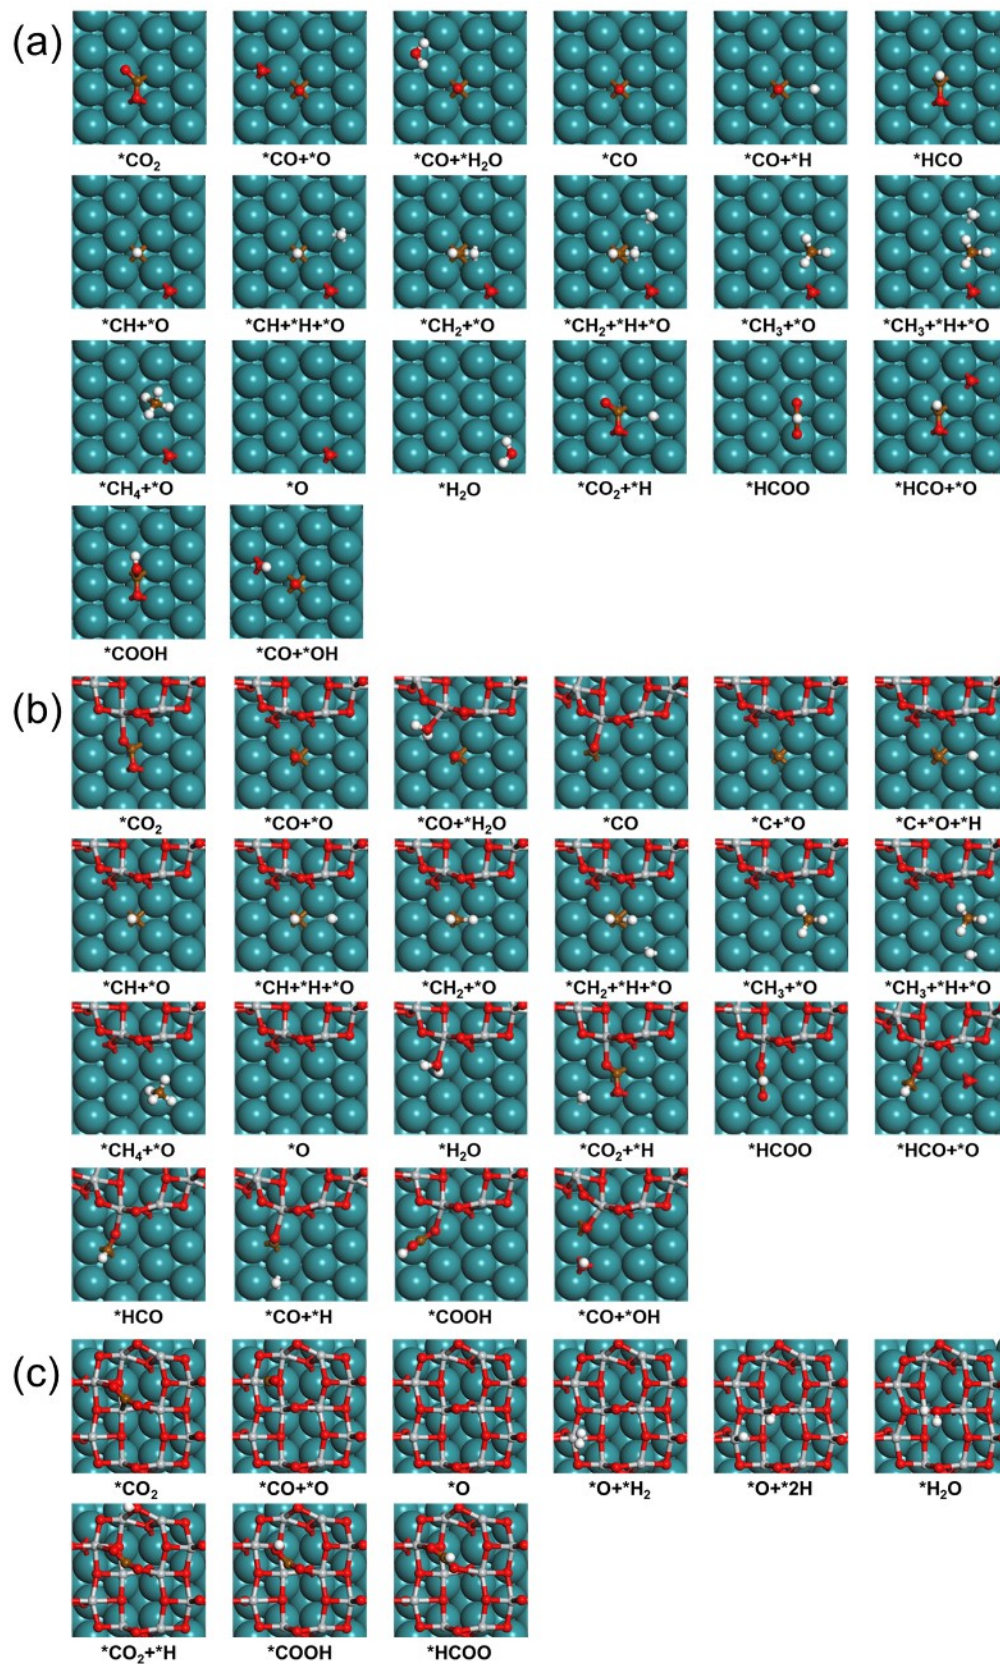 (a)
*CO₂ *CO+*O *CO+*H₂O *CO *CO+*H *HCO
*CH+*O *CH+*H+*O *CH₂+*O *CH₂+*H+*O *CH₃+*O *CH₃+*H+*O
*CH₄+*O *O *H₂O *CO₂+*H *HCOO *HCO+*O
*COOH *CO+*OH
(b)
*CO₂ *CO+*O *CO+*H₂O *CO *C+*O *C+*O+*H
*CH+*O *CH+*H+*O *CH₂+*O *CH₂+*H+*O *CH₃+*O *CH₃+*H+*O
*CH₄+*O *O *H₂O *CO₂+*H *HCOO *HCO+*O
*HCO *CO+*H *COOH *CO+*OH
(c)
*CO₂ *CO+*O *O *O+*H₂ *O+*2H *H₂O
*CO₂+*H *COOH *HCOO